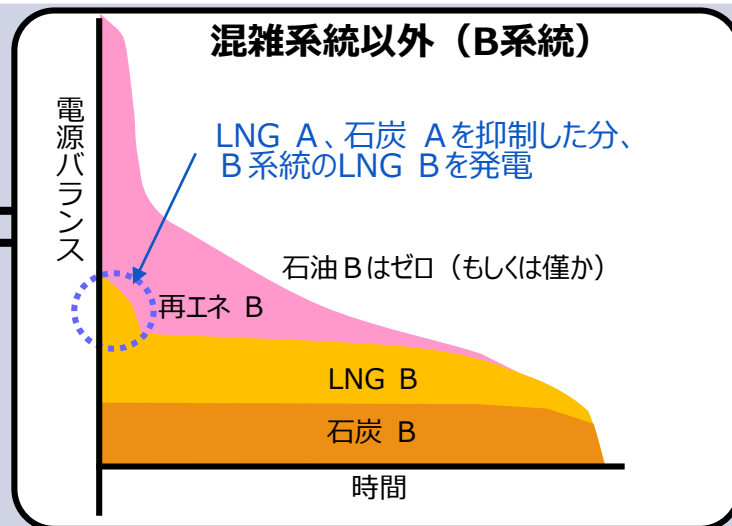 混雑系統以外（B系統）
電源バランス
LNG A、石炭 Aを抑制した分、
B系統のLNG Bを発電
石油Bはゼロ（もしくは僅か）
再エネ B
LNG B
石炭 B
時間